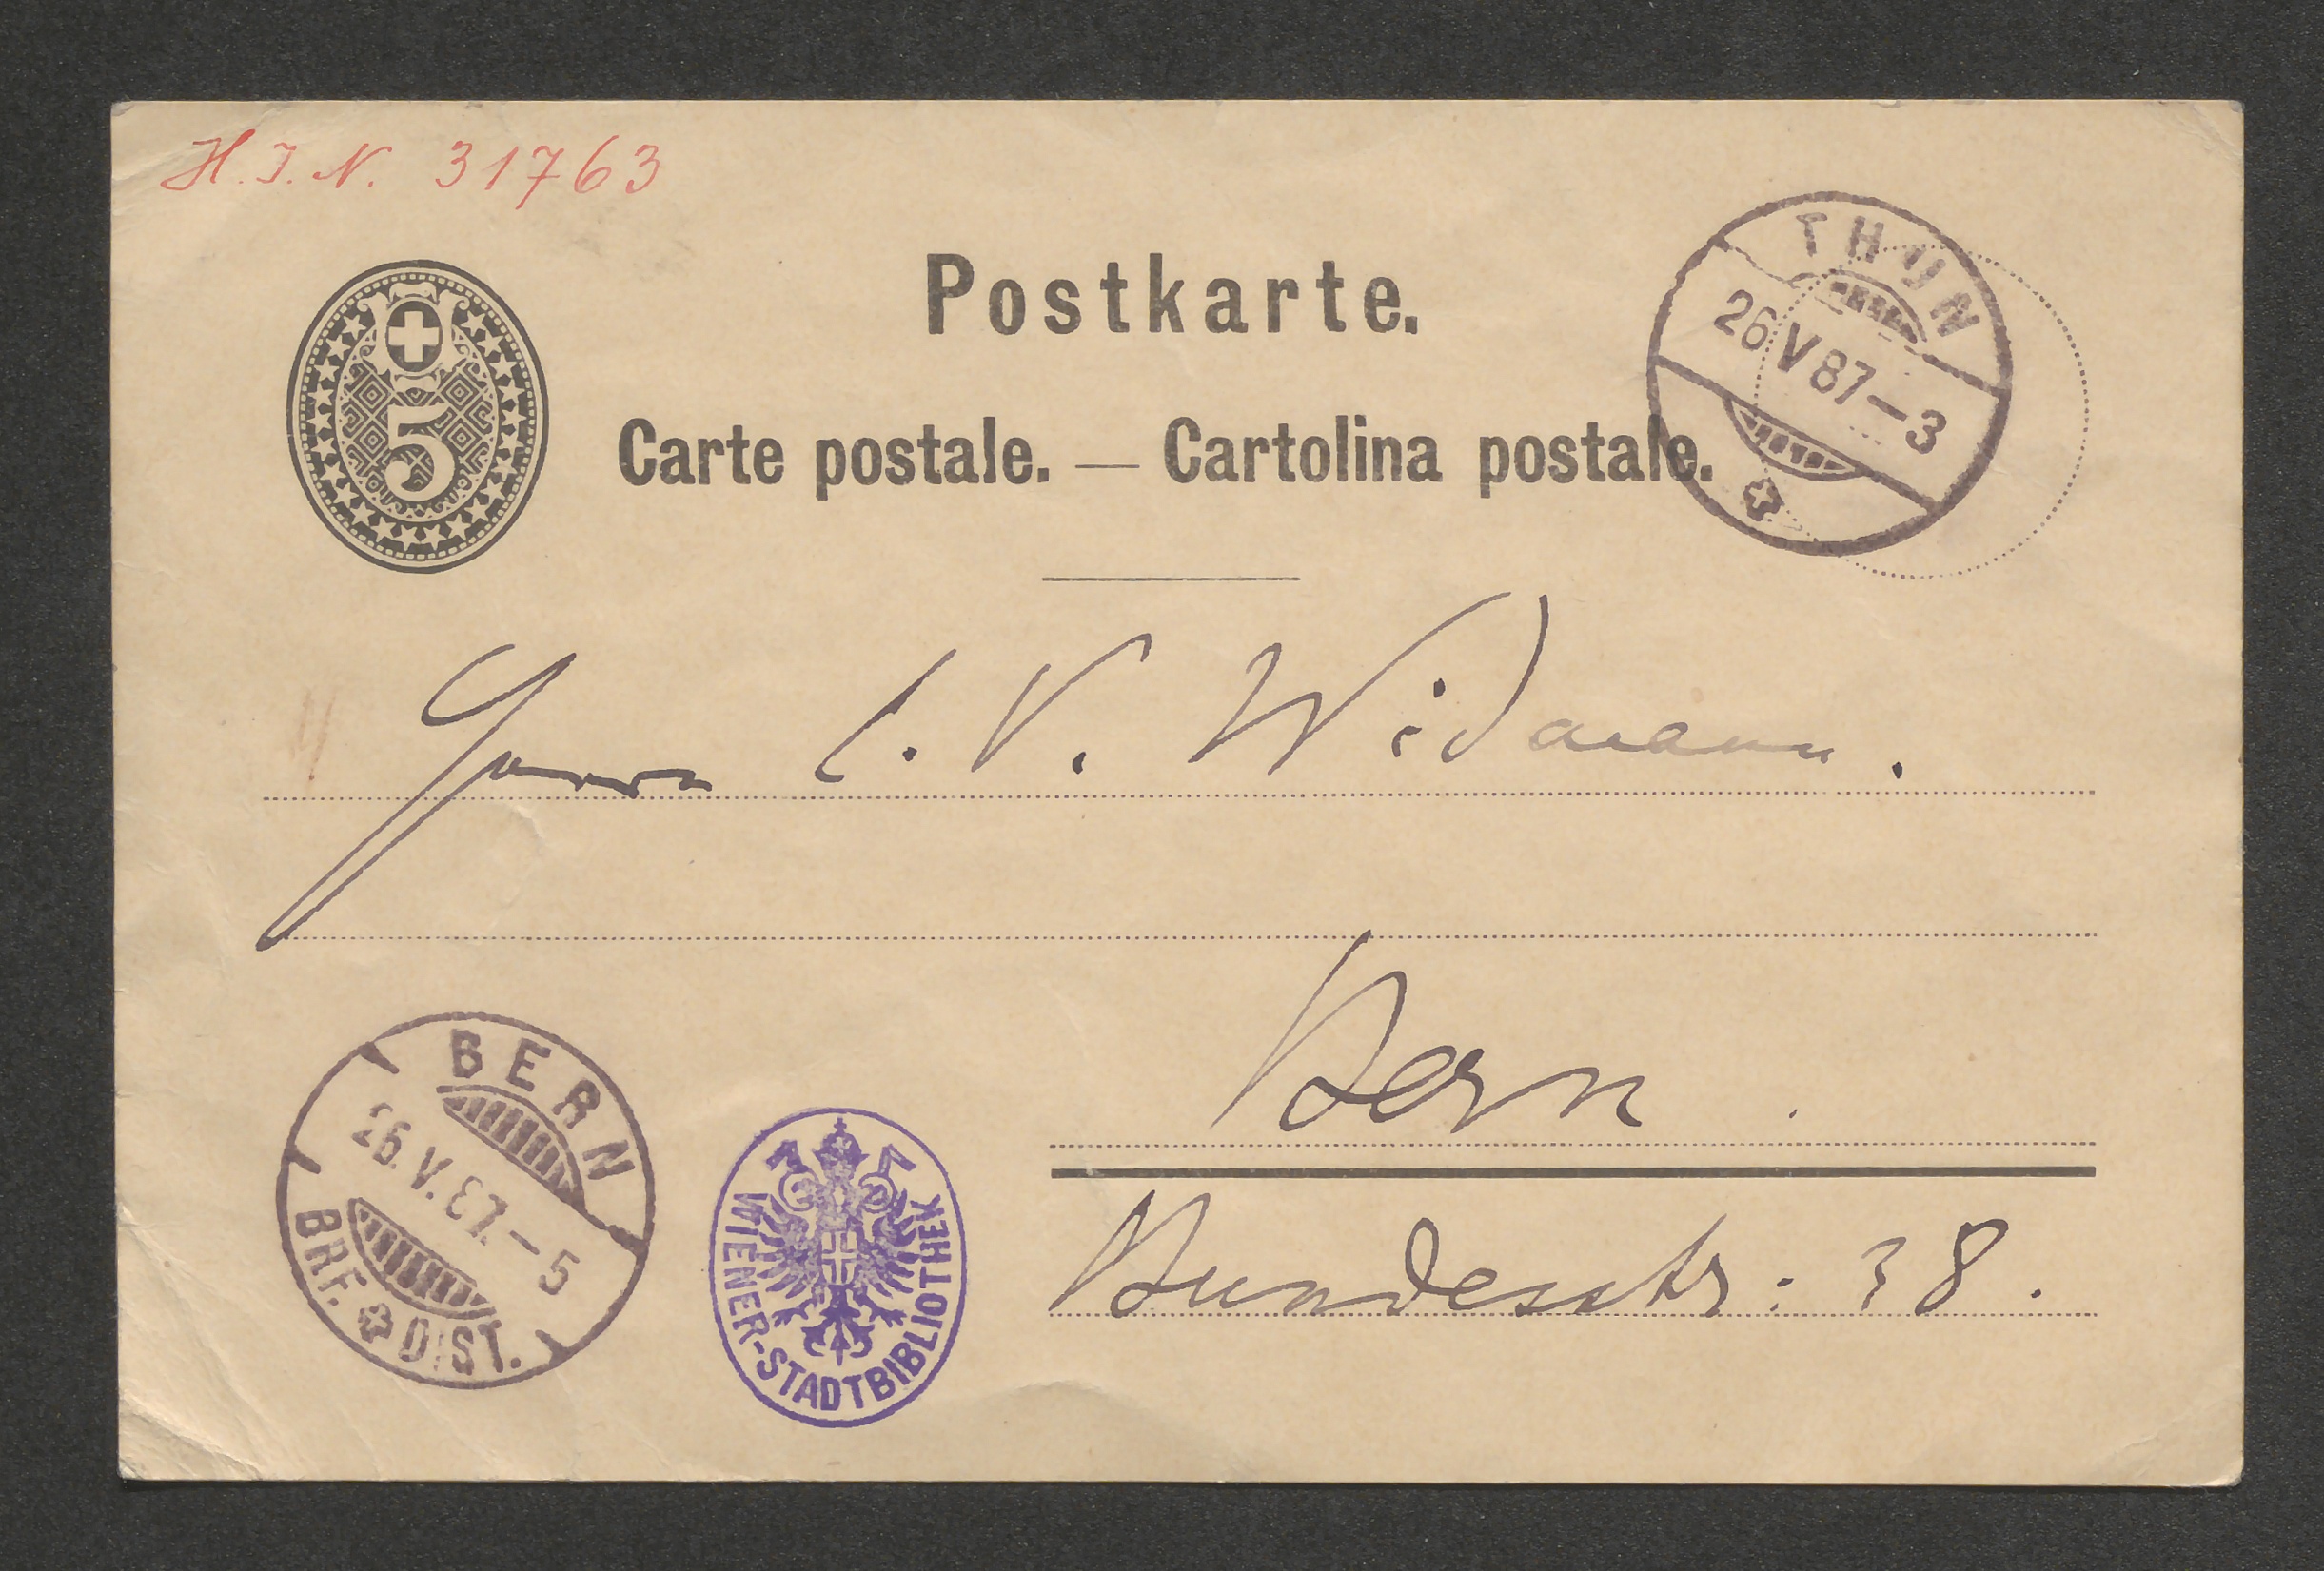 H. I. N. 31763
5
Postkarte.
Carte postale. — Cartolina postale.
THUN
26 V 87–3
Herrn J. V. Widmann.
Bern.
Bundesstr: 38.
BERN
26.V.87.–5
BRF. DIST.
WIENER-STADTBIBLIOTHEK